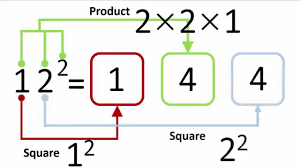 Product 2×2×1
12² = 1 4 4
Square 1² Square 2²